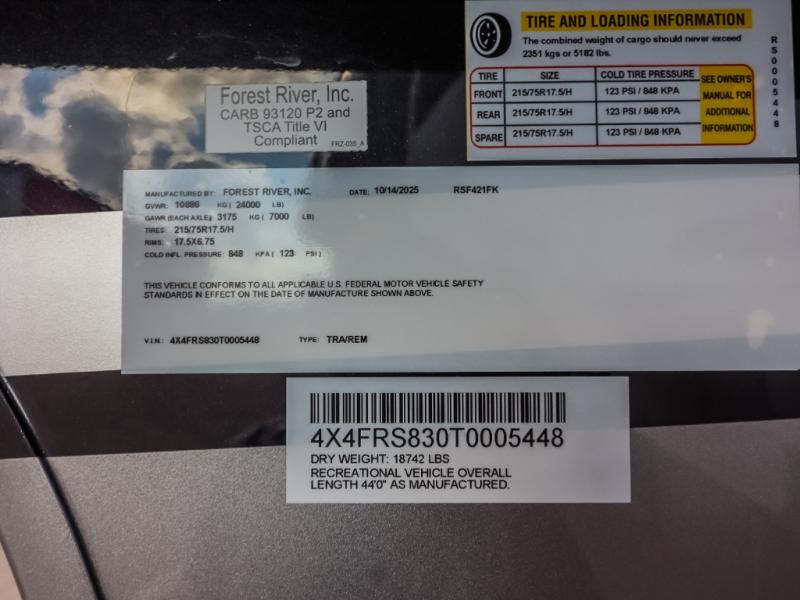 TIRE AND LOADING INFORMATION
The combined weight of cargo should never exceed
2351 kgs or 5182 lbs.
TIRE SIZE COLD TIRE PRESSURE
FRONT 215/75R17.5/H 123 PSI / 848 KPA
REAR 215/75R17.5/H 123 PSI / 848 KPA
SPARE 215/75R17.5/H 123 PSI / 848 KPA
SEE OWNER'S
MANUAL FOR
ADDITIONAL
INFORMATION
RS0005448
Forest River, Inc.
CARB 93120 P2 and
TSCA Title VI
Compliant
FRZ-035_A
MANUFACTURED BY: FOREST RIVER, INC. DATE: 10/14/2025 RSF421FK
GVWR: 10886 KG ( 24000 LB)
GAWR (EACH AXLE): 3175 KG ( 7000 LB)
TIRES: 215/75R17.5/H
RIMS: 17.5X6.75
COLD INFL. PRESSURE: 848 KPA ( 123 PSI )
THIS VEHICLE CONFORMS TO ALL APPLICABLE U.S. FEDERAL MOTOR VEHICLE SAFETY
STANDARDS IN EFFECT ON THE DATE OF MANUFACTURE SHOWN ABOVE.
V.I.N.: 4X4FRS830T0005448 TYPE: TRA/REM
4X4FRS830T0005448
DRY WEIGHT: 18742 LBS
RECREATIONAL VEHICLE OVERALL
LENGTH 44'0" AS MANUFACTURED.